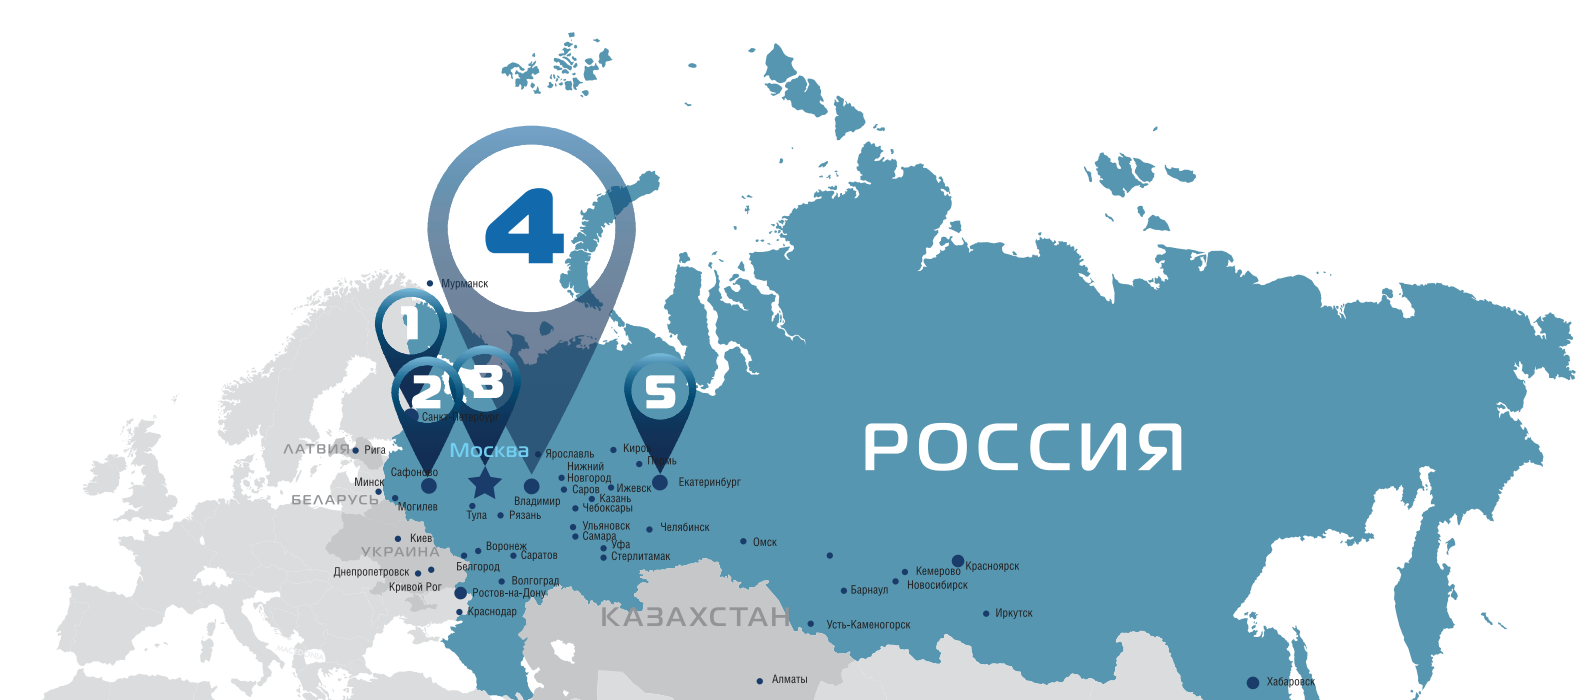 4
Мурманск
1
2
3
5
Санкт-Петербург
РОССИЯ
ЛАТВИЯ
Рига
Москва
Ярославль
Киров
Пермь
Сафоново
Нижний
Новгород
Минск
Саров
Ижевск
Екатеринбург
БЕЛАРУСЬ
Могилев
Владимир
Казань
Чебоксары
Тула
Рязань
Ульяновск
Челябинск
Самара
Киев
УКРАИНА
Воронеж
Уфа
Омск
Саратов
Стерлитамак
Белгород
Днепропетровск
Красноярск
Кемерово
Кривой Рог
Волгоград
Новосибирск
Барнаул
Ростов-на-Дону
Краснодар
КАЗАХСТАН
Иркутск
Усть-Каменогорск
МАСЕДОНИЯ
Алматы
Хабаровск